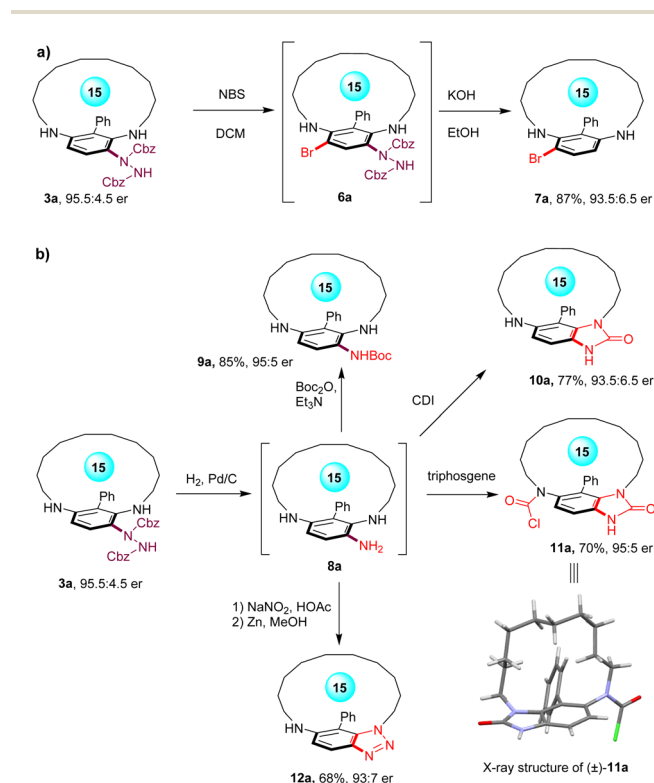 a)
15
Ph
HN
NH
Cbz
N
NH
Cbz
3a, 95.5:4.5 er
NBS
DCM
15
Ph
HN
NH
Br
Cbz
N
NH
Cbz
6a
KOH
EtOH
15
Ph
HN
HN
Br
7a, 87%, 93.5:6.5 er
b)
15
Ph
HN
NH
NHBoc
9a, 85%, 95:5 er
Boc2O,
Et3N
15
Ph
HN
N
O
N
H
10a, 77%, 93.5:6.5 er
CDI
15
Ph
HN
NH
Cbz
N
NH
Cbz
3a, 95.5:4.5 er
H2, Pd/C
15
Ph
HN
NH
NH2
8a
triphosgene
15
Ph
N
N
O
O
Cl
N
H
11a, 70%, 95:5 er
1) NaNO2, HOAc
2) Zn, MeOH
15
Ph
HN
N
N
N
12a, 68%, 93:7 er
X-ray structure of (±)-11a